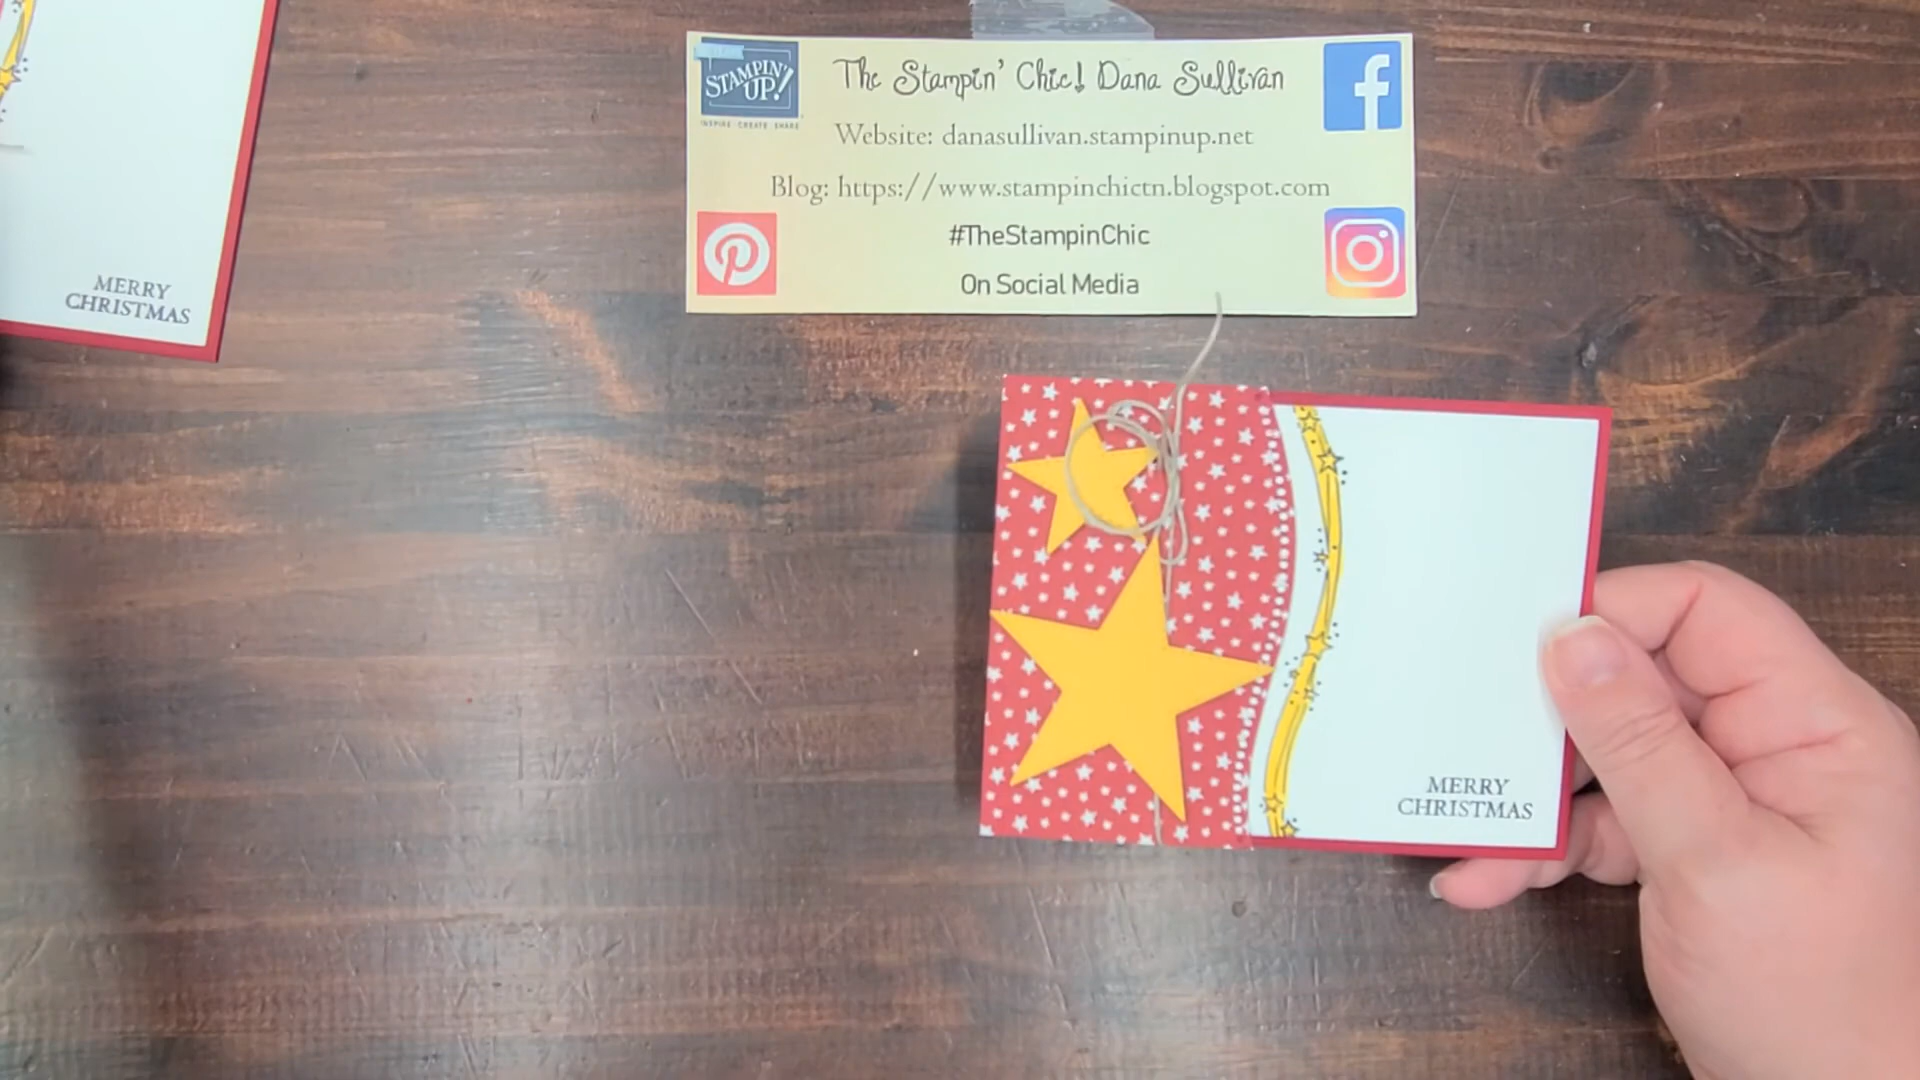 STAMPIN' UP!
INSPIRE · CREATE · SHARE
The Stampin' Chic! Dana Sullivan
Website: danasullivan.stampinup.net
Blog: https://www.stampinchictn.blogspot.com
#TheStampinChic
On Social Media
MERRY
CHRISTMAS
MERRY
CHRISTMAS